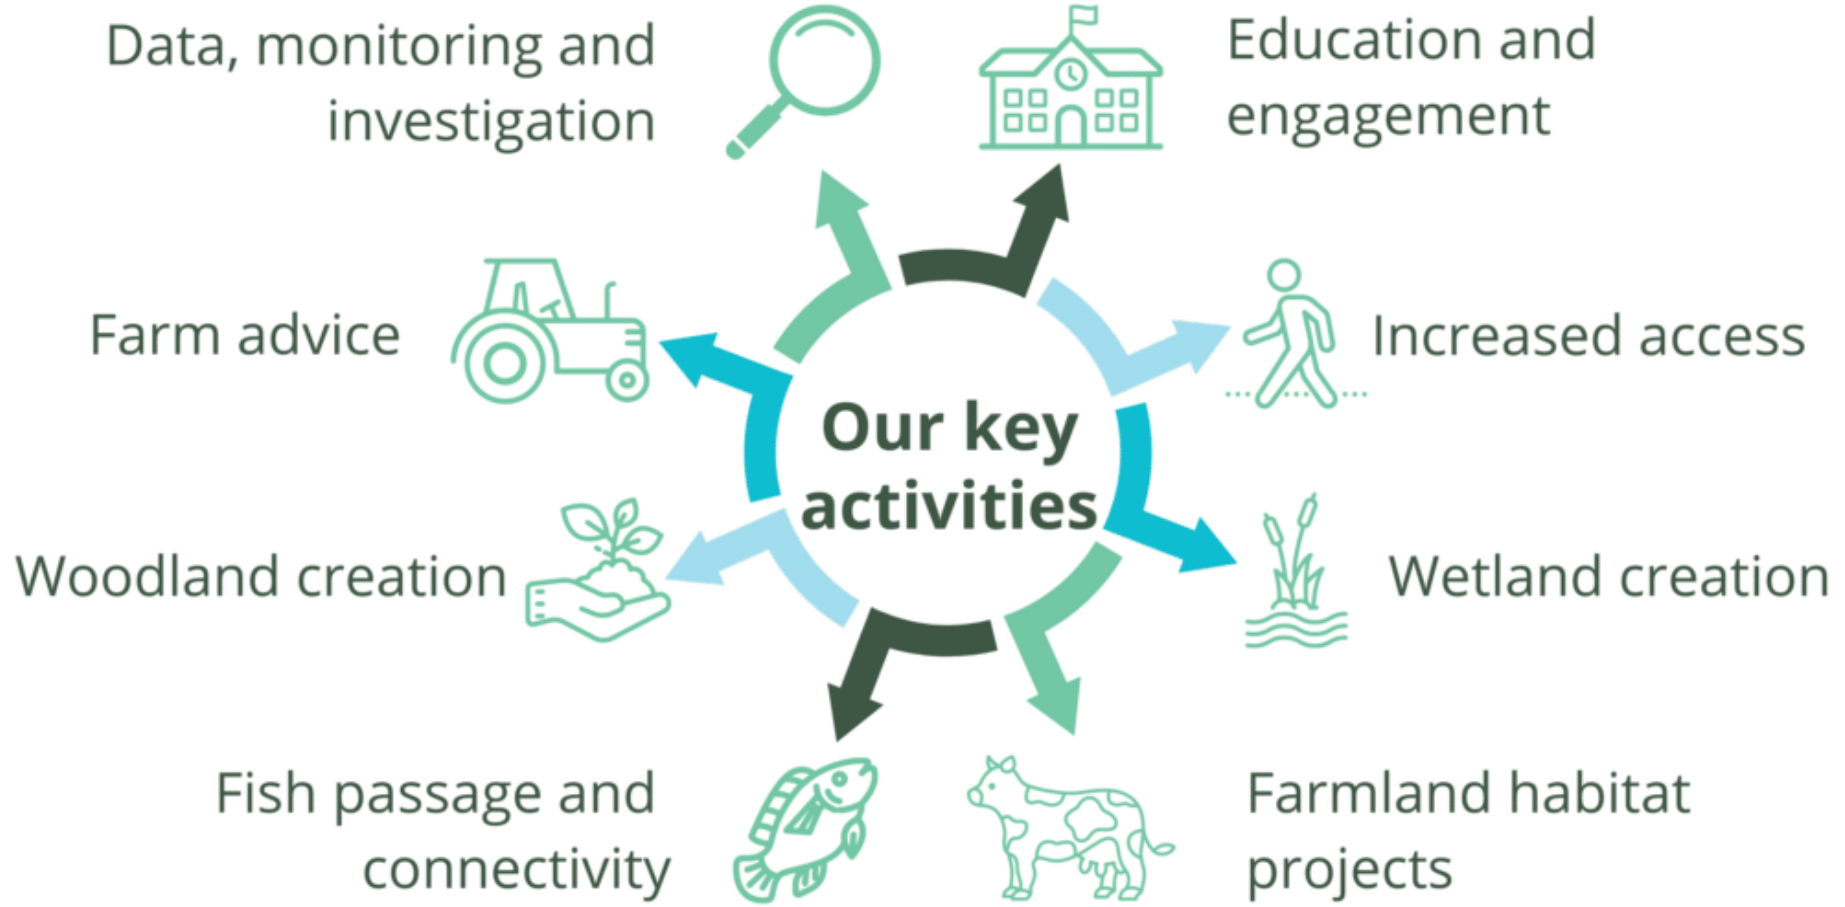 Data, monitoring and
investigation
Education and
engagement
Farm advice
Increased access
Our key
activities
Woodland creation
Wetland creation
Fish passage and
connectivity
Farmland habitat
projects